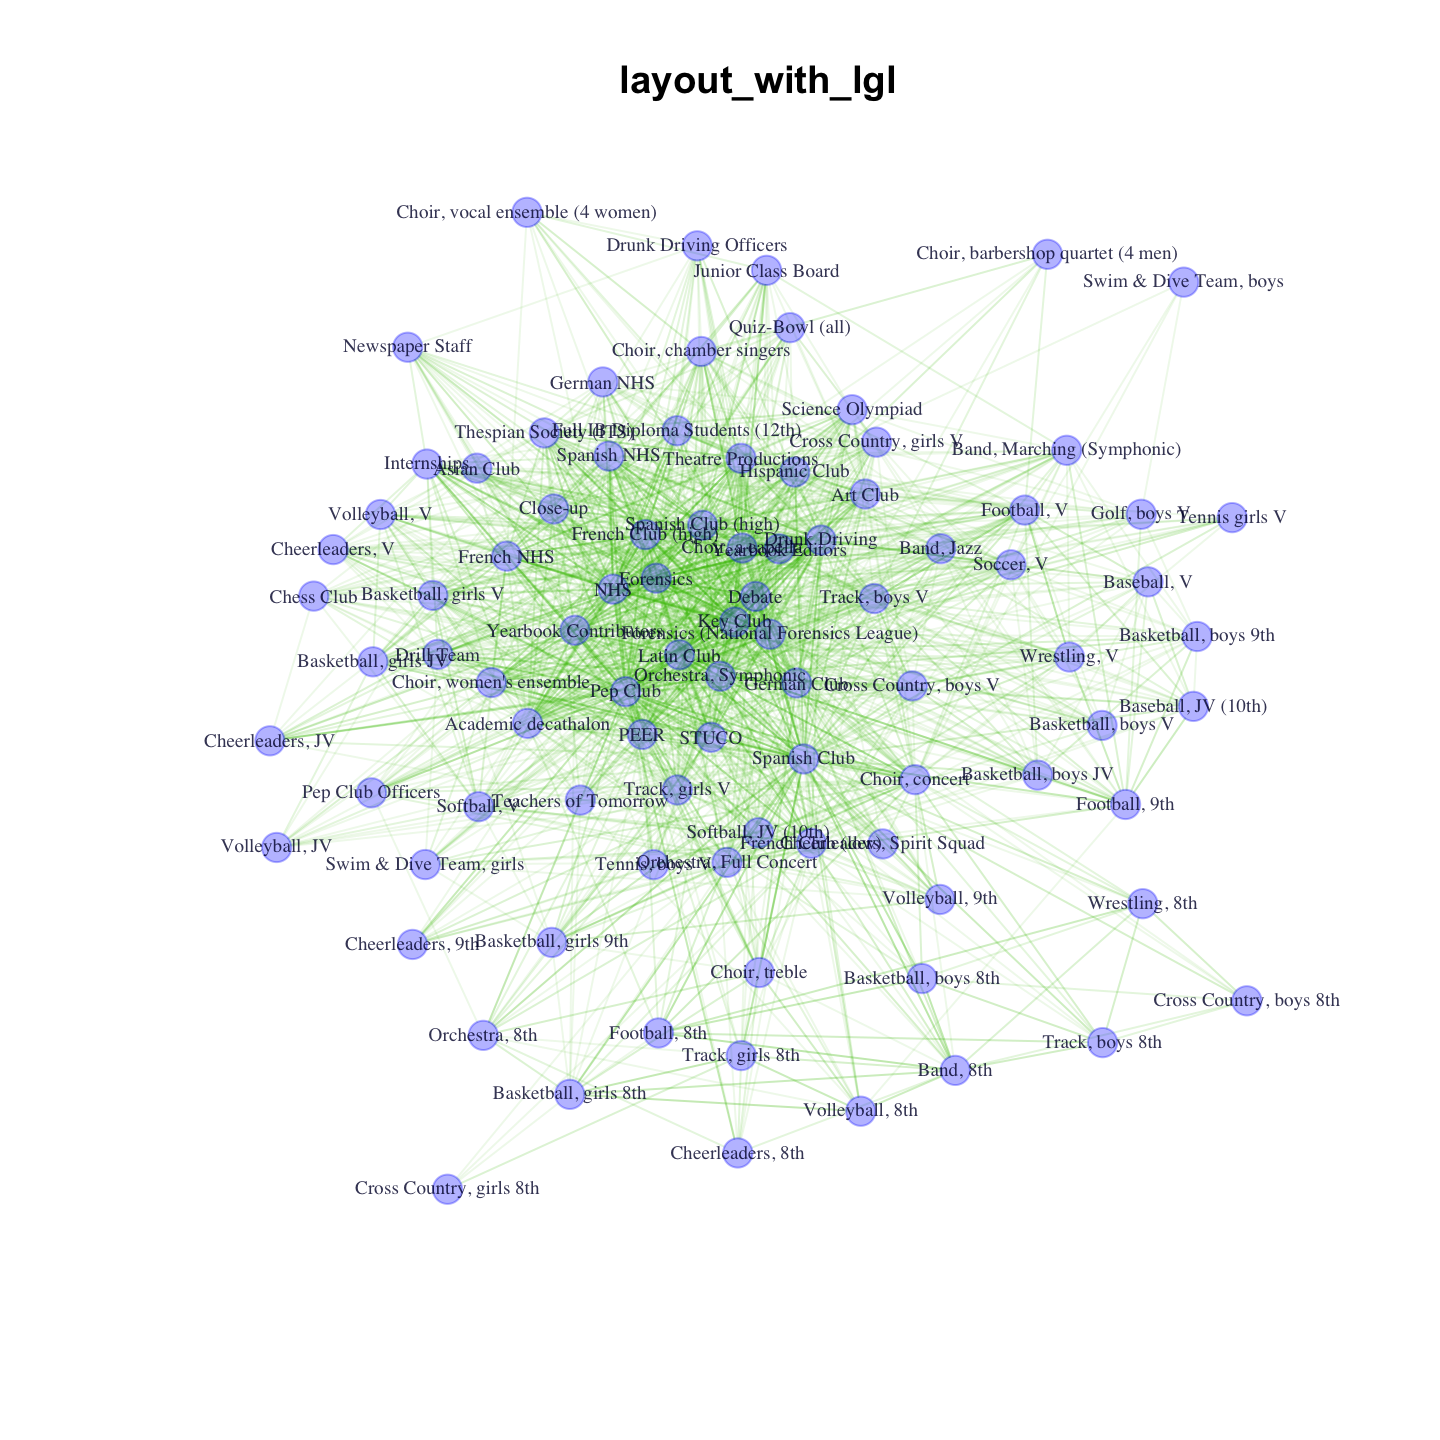 layout_with_lgl
Choir, vocal ensemble (4 women)
Drunk Driving Officers
Choir, barbershop quartet (4 men)
Junior Class Board
Swim & Dive Team, boys
Quiz-Bowl (all)
Newspaper Staff
Choir, chamber singers
German NHS
Science Olympiad
Thespian Society (ITS)
Full IB Diploma Students (12th)
Cross Country, girls V
Band, Marching (Symphonic)
Spanish NHS
Theatre Productions
Internships
Asian Club
Hispanic Club
Art Club
Close-up
Volleyball, V
Football, V
Golf, boys V
Tennis girls V
Spanish Club (high)
French Club (high)
Drunk Driving
Cheerleaders, V
Choir, a capella
Yearbook Editors
Band, Jazz
French NHS
Soccer, V
Forensics
Baseball, V
NHS
Chess Club
Basketball, girls V
Debate
Track, boys V
Key Club
Yearbook Contributors
Forensics (National Forensics League)
Basketball, boys 9th
Basketball, girls JV
Drill Team
Latin Club
Wrestling, V
Orchestra, Symphonic
Choir, women's ensemble
German Club
Cross Country, boys V
Pep Club
Baseball, JV (10th)
Academic decathalon
Basketball, boys V
Cheerleaders, JV
PEER
STUCO
Spanish Club
Choir, concert
Basketball, boys JV
Pep Club Officers
Track, girls V
Softball, V
Teachers of Tomorrow
Football, 9th
Softball, JV (10th)
Volleyball, JV
French Club (low)
Cheerleaders, Spirit Squad
Swim & Dive Team, girls
Tennis, boys V
Orchestra, Full Concert
Volleyball, 9th
Wrestling, 8th
Cheerleaders, 9th
Basketball, girls 9th
Choir, treble
Basketball, boys 8th
Cross Country, boys 8th
Orchestra, 8th
Football, 8th
Track, boys 8th
Track, girls 8th
Band, 8th
Basketball, girls 8th
Volleyball, 8th
Cheerleaders, 8th
Cross Country, girls 8th